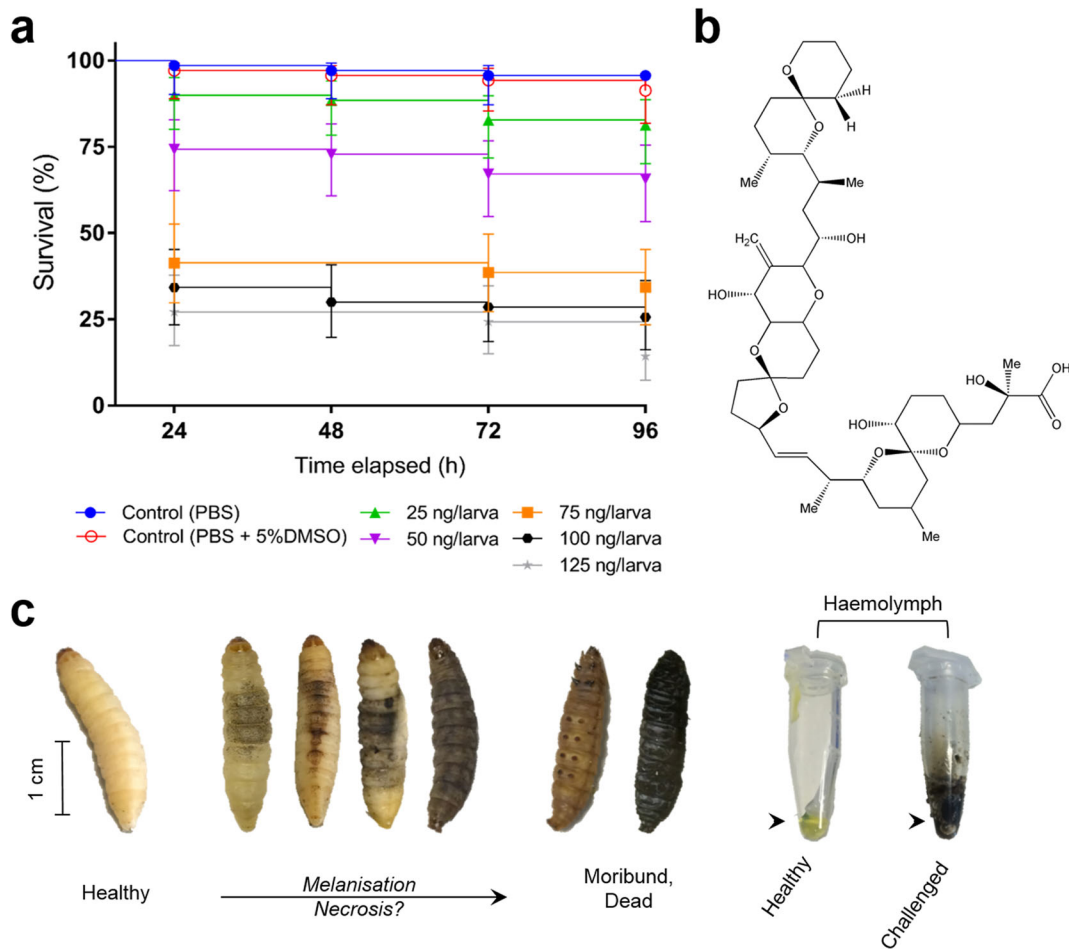 a
100
75
50
25
0
Survival (%)
24 48 72 96
Time elapsed (h)
Control (PBS)
Control (PBS + 5%DMSO)
25 ng/larva
50 ng/larva
75 ng/larva
100 ng/larva
125 ng/larva
b
O
H
H
O
Me
Me
H₂C
OH
HO
O
O
O
Me
HO
OH
O
HO
O
O
Me
Me
c
1 cm
Healthy
Melanisation
Necrosis?
Moribund,
Dead
Haemolymph
Healthy
Challenged